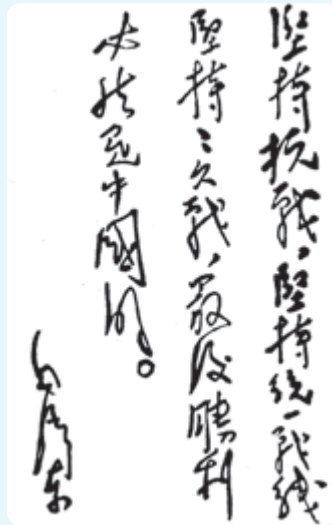 堅持抗戰，堅持統一戰綫
堅持持久戰，最後勝利
必然是中國的。
毛澤東